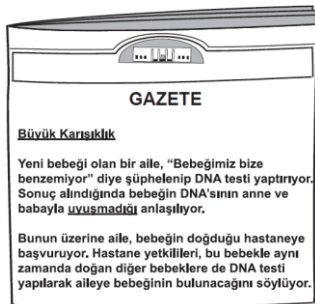 GAZETE
Büyük Karışıklık
Yeni bebeği olan bir aile, “Bebeğimiz bize
benzemiyor” diye şüphelenip DNA testi yaptırıyor.
Sonuç alındığında bebeğin DNA’sının anne ve
babayla uyuşmadığı anlaşılıyor.
Bunun üzerine aile, bebeğin doğduğu hastaneye
başvuruyor. Hastane yetkilileri, bu bebekle aynı
zamanda doğan diğer bebeklere de DNA testi
yapılarak aileye bebeğinin bulunacağını söylüyor.